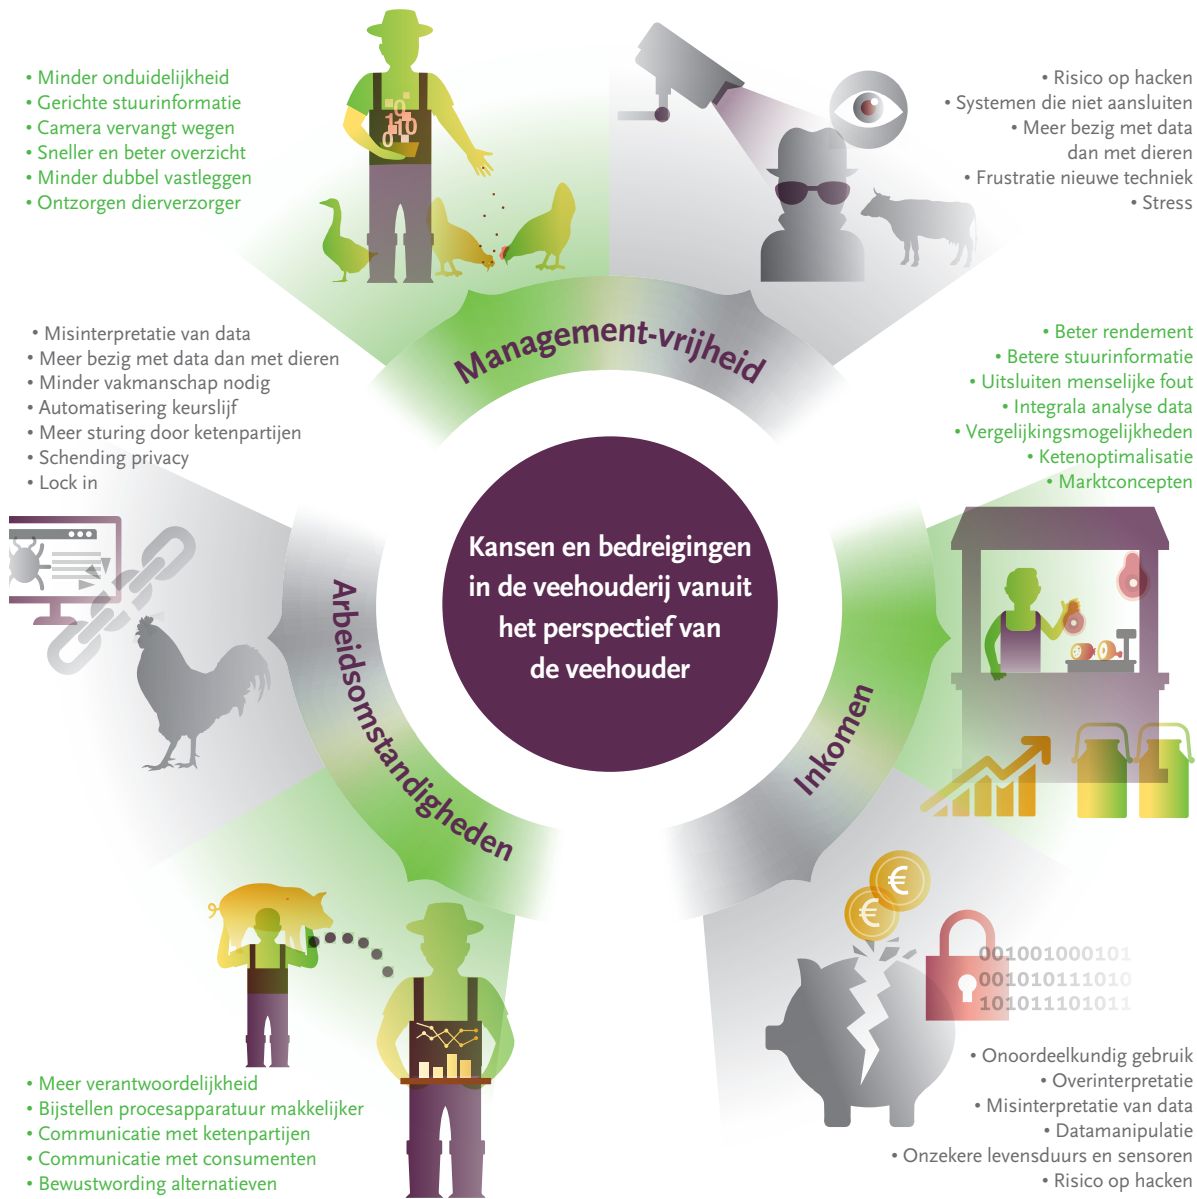 • Minder onduidelijkheid
• Gerichte stuurinformatie
• Camera vervangt wegen
• Sneller en beter overzicht
• Minder dubbel vastleggen
• Ontzorgen dierverzorger
0
110
0
• Risico op hacken
• Systemen die niet aansluiten
• Meer bezig met data
dan met dieren
• Frustratie nieuwe techniek
• Stress
Management-vrijheid
• Misinterpretatie van data
• Meer bezig met data dan met dieren
• Minder vakmanschap nodig
• Automatisering keurslijf
• Meer sturing door ketenpartijen
• Schending privacy
• Lock in
• Beter rendement
• Betere stuurinformatie
• Uitsluiten menselijke fout
• Integrala analyse data
• Vergelijkingsmogelijkheden
• Ketenoptimalisatie
• Marktconcepten
Kansen en bedreigingen
in de veehouderij vanuit
het perspectief van
de veehouder
Arbeidsomstandigheden
Inkomen
€
€
001001000101
001010111010
101011101011
• Meer verantwoordelijkheid
• Bijstellen procesapparatuur makkelijker
• Communicatie met ketenpartijen
• Communicatie met consumenten
• Bewustwording alternatieven
• Onoordeelkundig gebruik
• Overinterpretatie
• Misinterpretatie van data
• Datamanipulatie
• Onzekere levensduurs en sensoren
• Risico op hacken